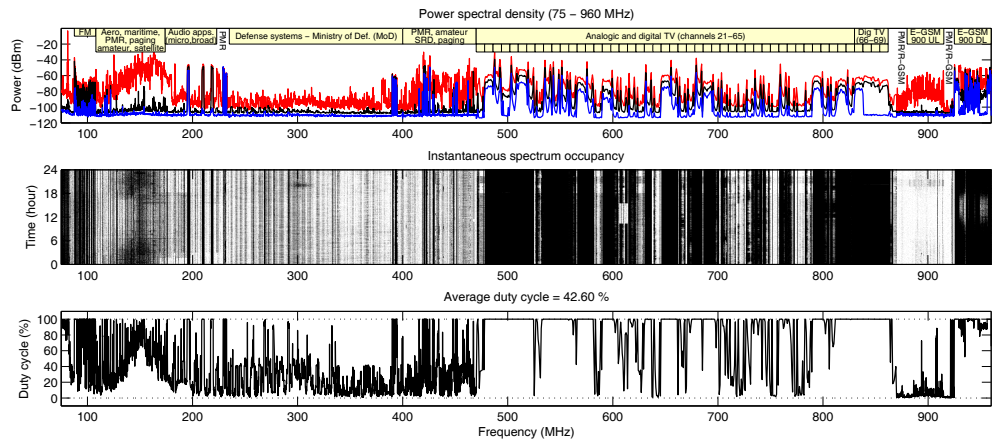 Power spectral density (75 – 960 MHz)
FM
Aero, maritime,
PMR, paging
amateur, satellite
Audio apps.
(micro,broad)
PMR
Defense systems – Ministry of Def. (MoD)
PMR, amateur
SRD, paging
Analogic and digital TV (channels 21–65)
Dig TV
(66–69)
PMR/R–GSM
E–GSM
900 UL
PMR/R–GSM
E–GSM
900 DL
Power (dBm)
−20
−40
−60
−80
−100
−120
100 200 300 400 500 600 700 800 900
Instantaneous spectrum occupancy
Time (hour)
24
18
12
6
0
100 200 300 400 500 600 700 800 900
Average duty cycle = 42.60 %
Duty cycle (%)
100
80
60
40
20
0
100 200 300 400 500 600 700 800 900
Frequency (MHz)